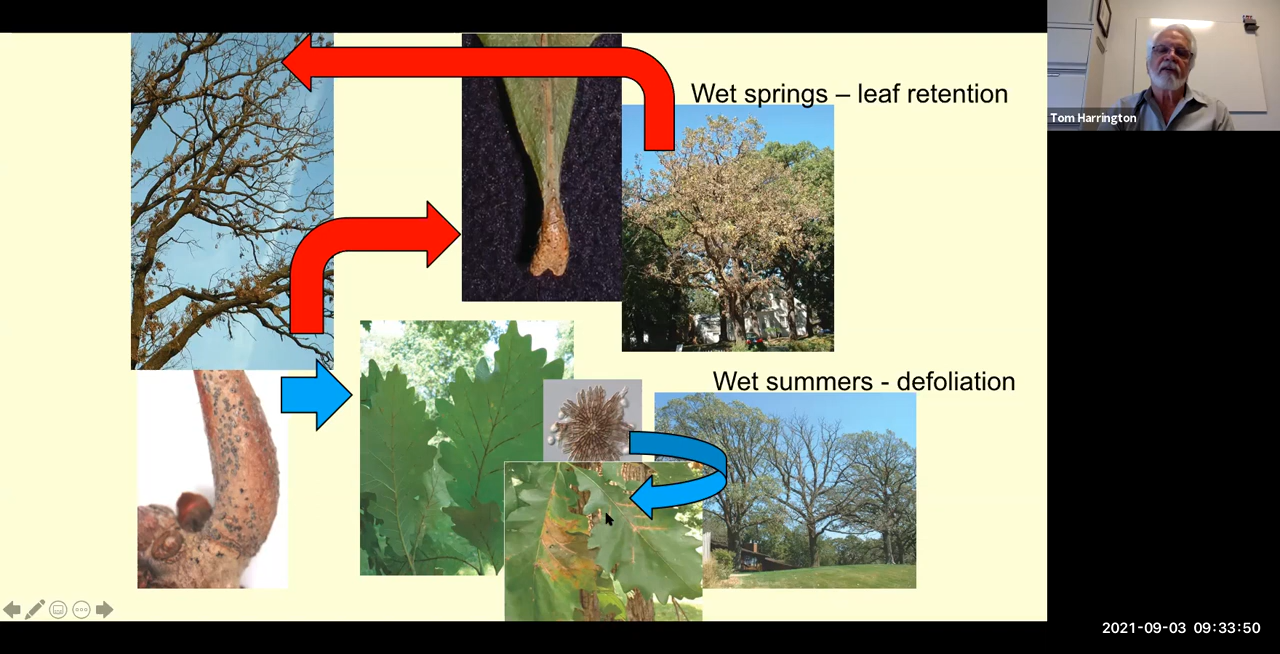 Wet springs – leaf retention
Tom Harrington
Wet summers - defoliation
2021-09-03 09:33:50